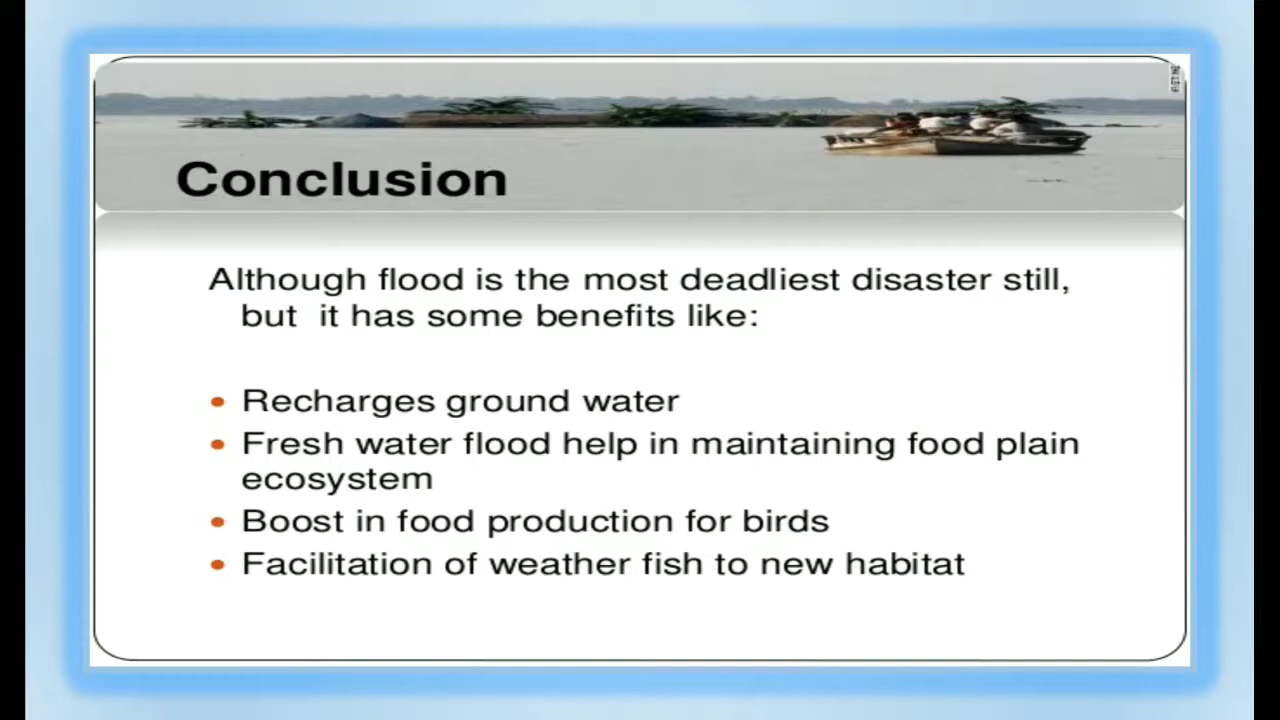 Conclusion
Although flood is the most deadliest disaster still,
but it has some benefits like:
• Recharges ground water
• Fresh water flood help in maintaining food plain
ecosystem
• Boost in food production for birds
• Facilitation of weather fish to new habitat